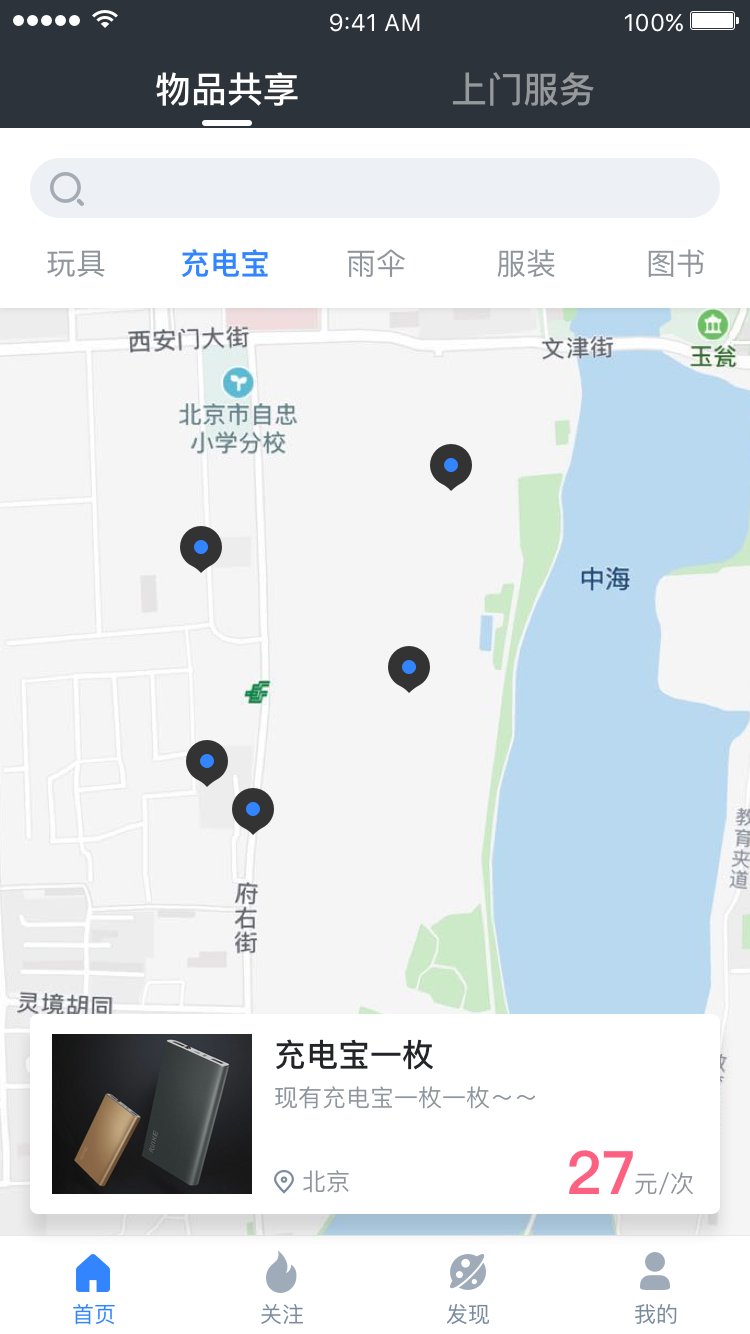 9:41 AM
100%
物品共享
上门服务
玩具
充电宝
雨伞
服装
图书
西安门大街
文津街
玉瓮
北京市自忠
小学分校
中海
教育夹道
府右街
灵境胡同
充电宝一枚
现有充电宝一枚一枚～～
北京
27元/次
首页
关注
发现
我的